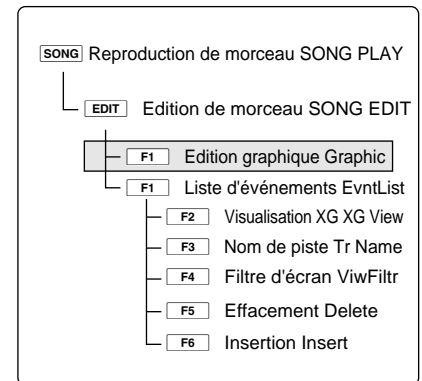 SONG Reproduction de morceau SONG PLAY
EDIT Edition de morceau SONG EDIT
F1 Edition graphique Graphic
F1 Liste d'événements EvntList
F2 Visualisation XG XG View
F3 Nom de piste Tr Name
F4 Filtre d'écran ViwFiltr
F5 Effacement Delete
F6 Insertion Insert